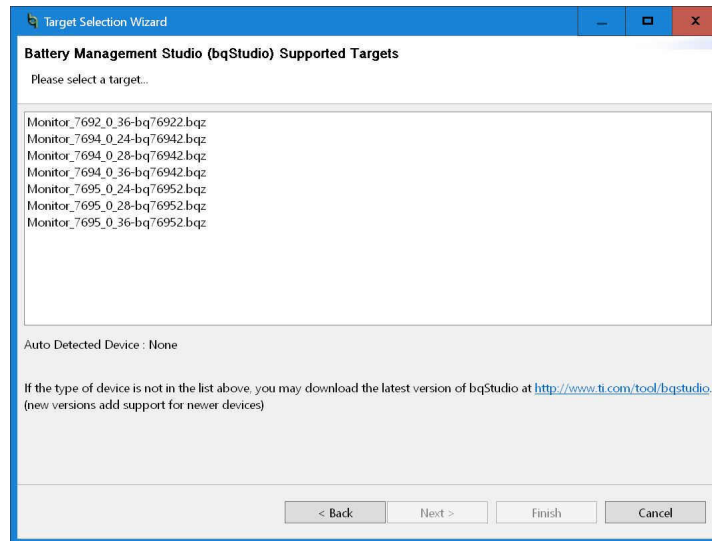 Target Selection Wizard
Battery Management Studio (bqStudio) Supported Targets
Please select a target...
Monitor_7692_0_36-bq76922.bqz
Monitor_7694_0_24-bq76942.bqz
Monitor_7694_0_28-bq76942.bqz
Monitor_7694_0_36-bq76942.bqz
Monitor_7695_0_24-bq76952.bqz
Monitor_7695_0_28-bq76952.bqz
Monitor_7695_0_36-bq76952.bqz
Auto Detected Device : None
If the type of device is not in the list above, you may download the latest version of bqStudio at http://www.ti.com/tool/bqstudio.
(new versions add support for newer devices)
< Back Next > Finish Cancel